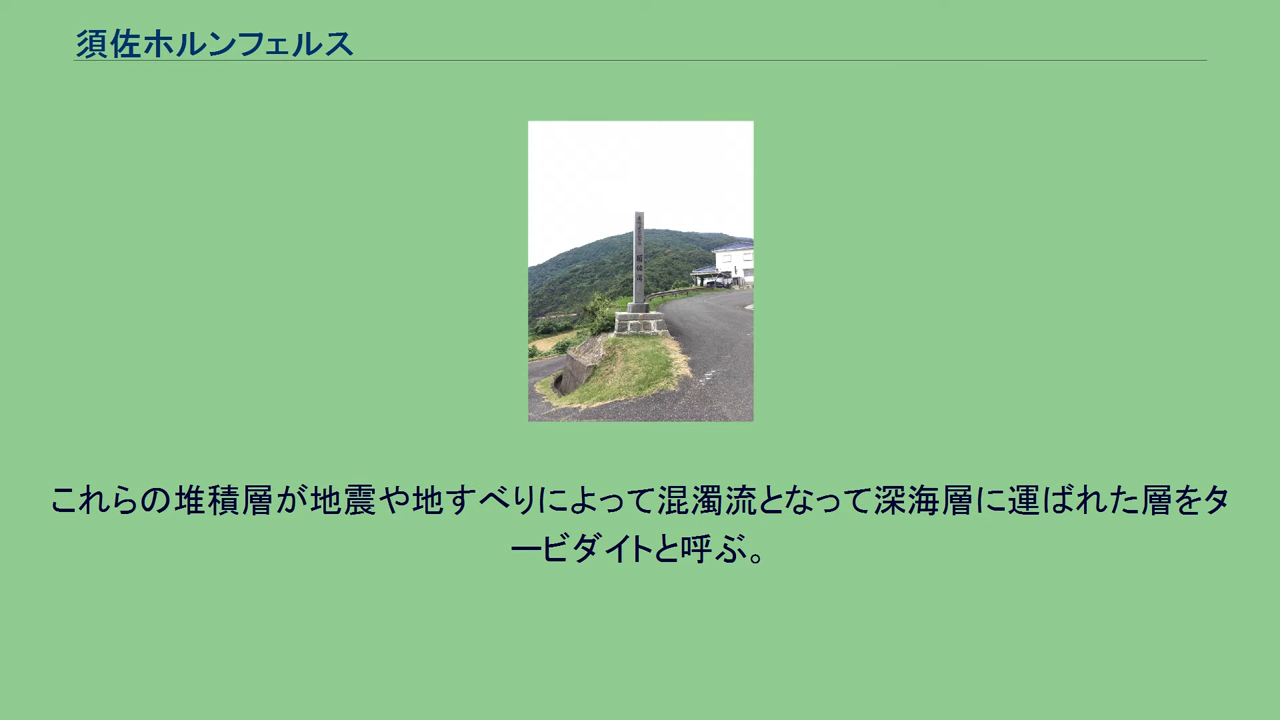 須佐ホルンフェルス
これらの堆積層が地震や地すべりによって混濁流となって深海層に運ばれた層をタ
ービダイトと呼ぶ。